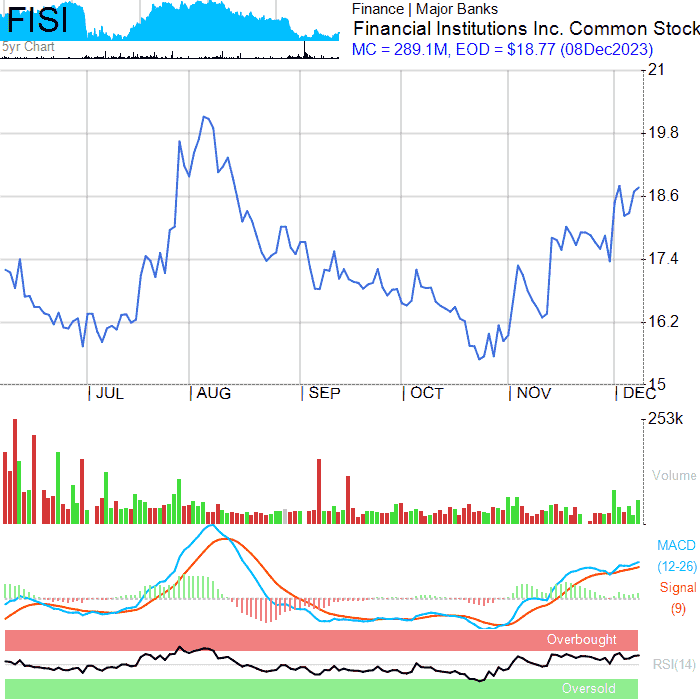 FISI
5yr Chart
Finance | Major Banks
Financial Institutions Inc. Common Stock
MC = 289.1M, EOD = $18.77 (08Dec2023)
21
19.8
18.6
17.4
16.2
15
JUL
AUG
SEP
OCT
NOV
DEC
253k
Volume
MACD
(12-26)
Signal
(9)
Overbought
RSI(14)
Oversold